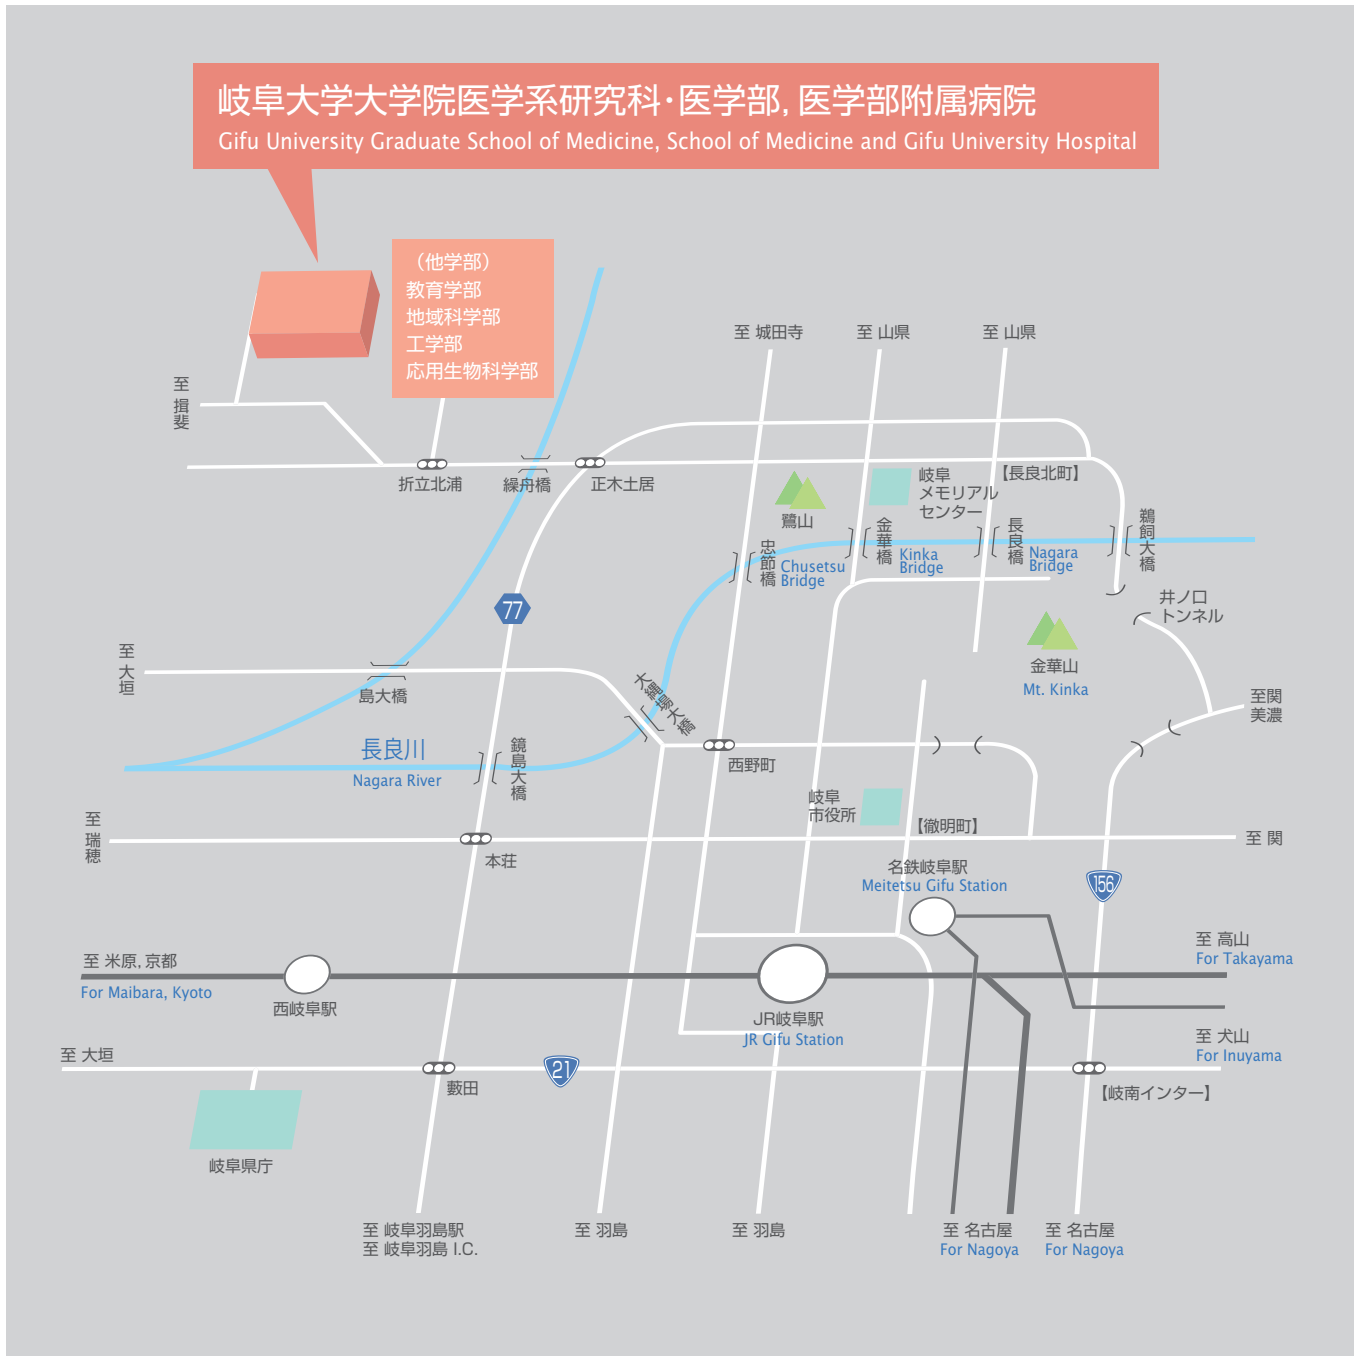 岐阜大学大学院医学系研究科・医学部, 医学部附属病院
Gifu University Graduate School of Medicine, School of Medicine and Gifu University Hospital
（他学部）
教育学部
地域科学部
工学部
応用生物科学部
至 城田寺
至 山県
至 山県
至 揖斐
折立北浦
繰舟橋
正木土居
【長良北町】
岐阜
メモリアル
センター
鷺山
忠節橋
Chusetsu
Bridge
金華橋
Kinka
Bridge
長良橋
Nagara
Bridge
鵜飼大橋
井ノ口
トンネル
77
金華山
Mt. Kinka
至 大垣
島大橋
大縄場大橋
至関
美濃
長良川
Nagara River
鏡島大橋
西野町
岐阜
市役所
【徹明町】
至 瑞穂
至 関
本荘
名鉄岐阜駅
Meitetsu Gifu Station
156
至 高山
For Takayama
至 米原, 京都
For Maibara, Kyoto
西岐阜駅
JR岐阜駅
JR Gifu Station
至 犬山
For Inuyama
至 大垣
21
藪田
【岐南インター】
岐阜県庁
至 岐阜羽島駅
至 岐阜羽島 I.C.
至 羽島
至 羽島
至 名古屋
For Nagoya
至 名古屋
For Nagoya